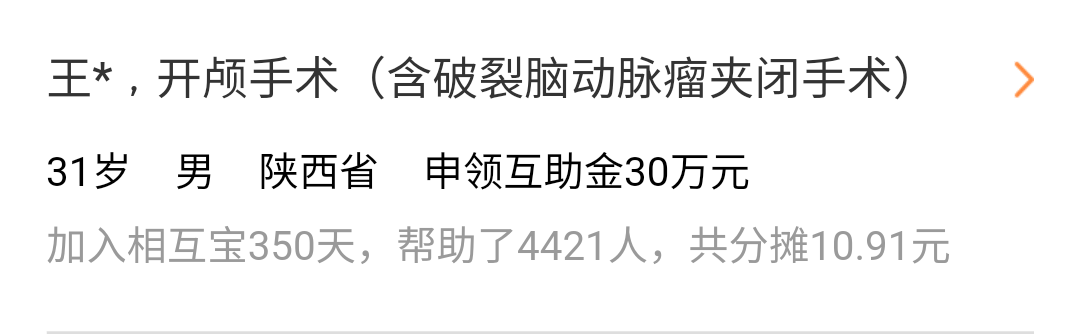 王*，开颅手术（含破裂脑动脉瘤夹闭手术）
31岁 男 陕西省 申领互助金30万元
加入相互宝350天，帮助了4421人，共分摊10.91元